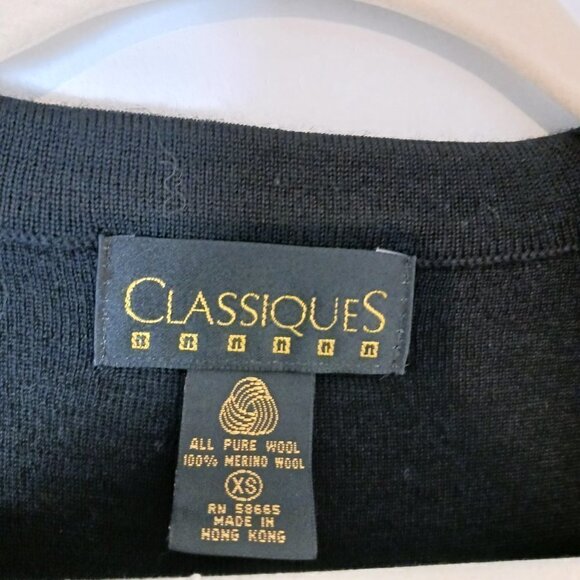 CLASSIQUES
n n n n n n
ALL PURE WOOL
100% MERINO WOOL
XS
RN 58665
MADE IN
HONG KONG